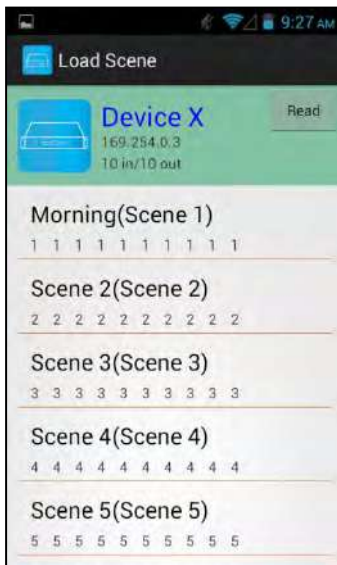 9:27 AM
Load Scene
Device X
Read
169.254.0.3
10 in/10 out
Morning(Scene 1)
1 1 1 1 1 1 1 1 1 1
Scene 2(Scene 2)
2 2 2 2 2 2 2 2 2 2
Scene 3(Scene 3)
3 3 3 3 3 3 3 3 3 3
Scene 4(Scene 4)
4 4 4 4 4 4 4 4 4 4
Scene 5(Scene 5)
5 5 5 5 5 5 5 5 5 5